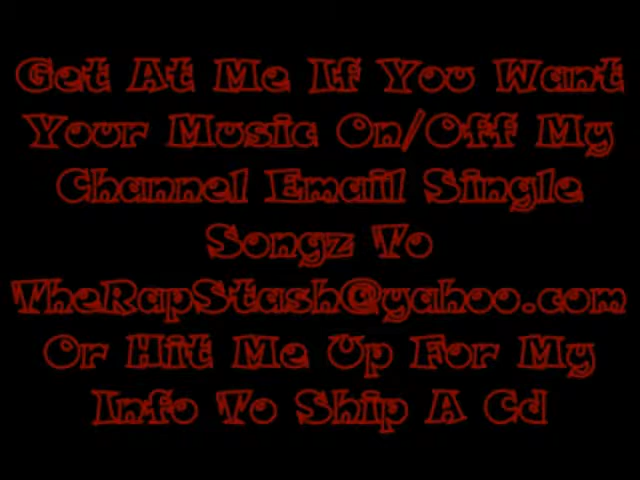 Get At Me If You Want
Your Music On/Off My
Channel Email Single
Songz To
TheRapStash@yahoo.com
Or Hit Me Up For My
Info To Ship A Cd